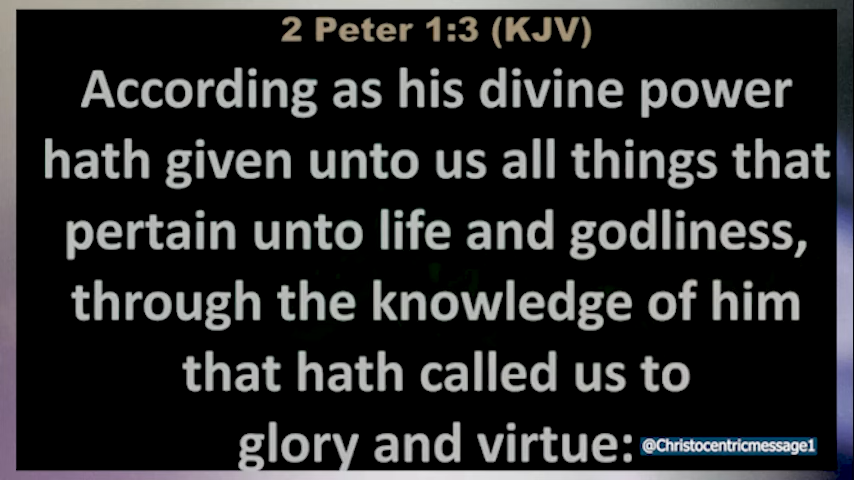 2 Peter 1:3 (KJV)
According as his divine power
hath given unto us all things that
pertain unto life and godliness,
through the knowledge of him
that hath called us to
glory and virtue:
@Christocentricmessage1